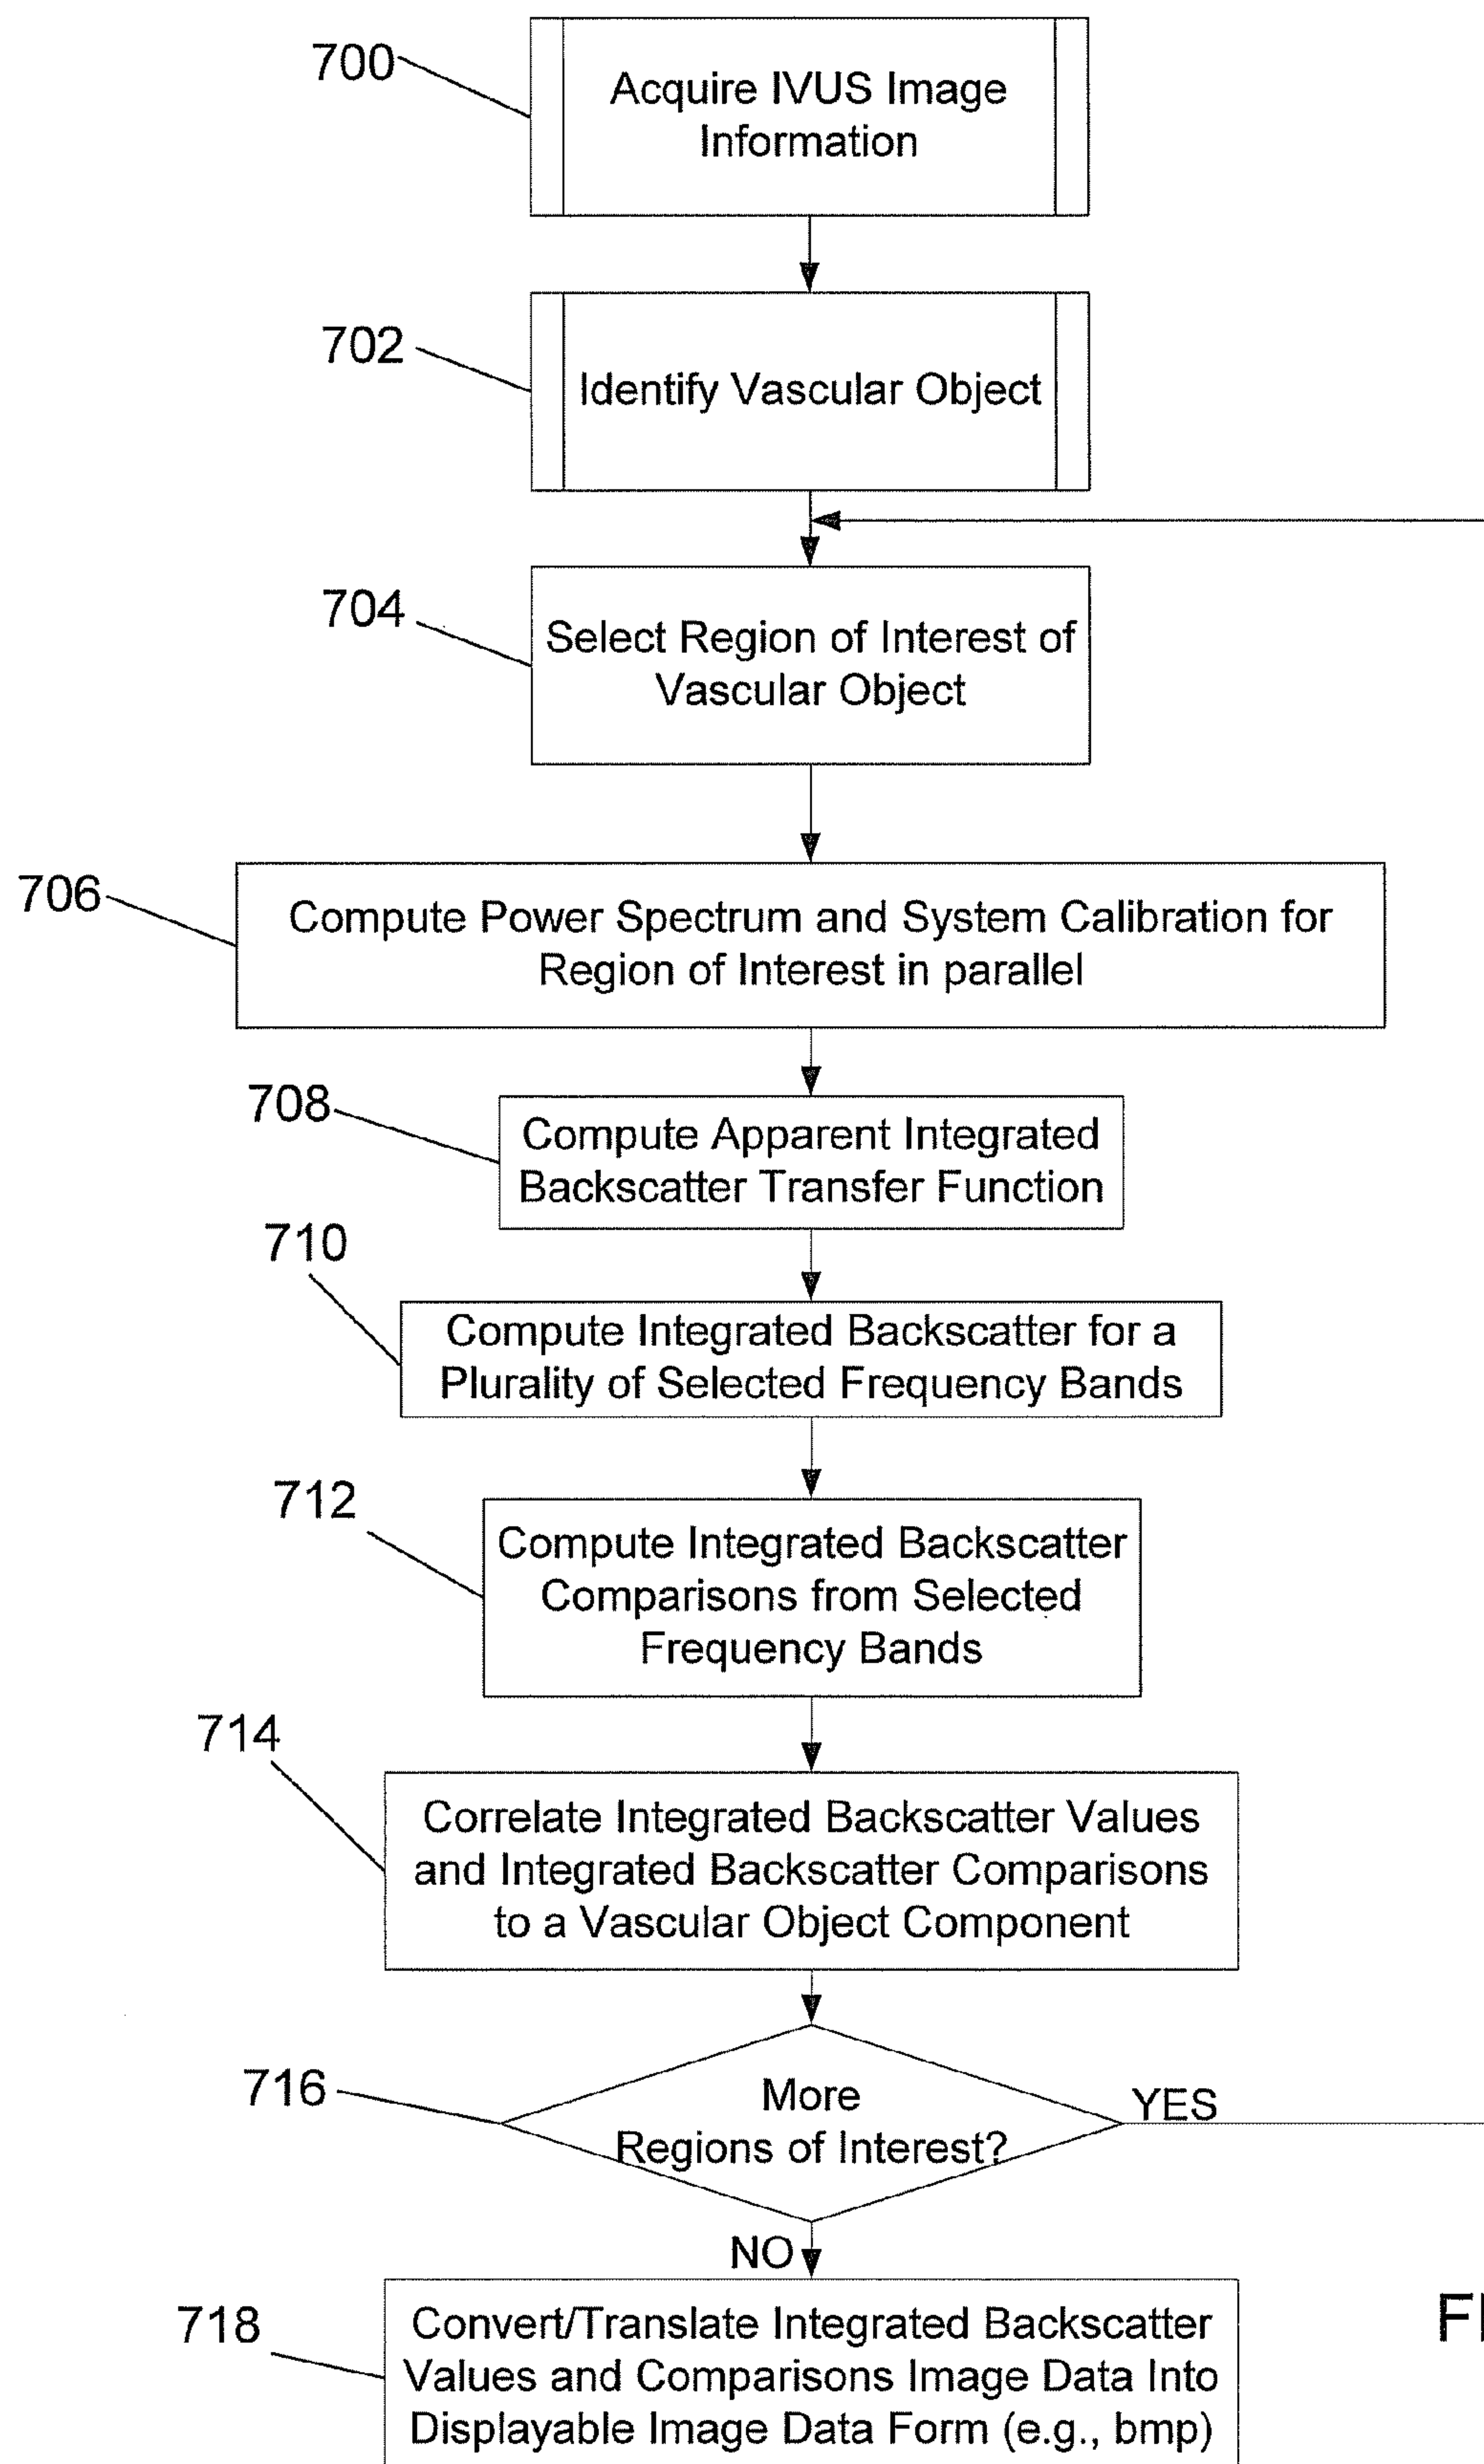 700
Acquire IVUS Image
Information
702
Identify Vascular Object
704
Select Region of Interest of
Vascular Object
706
Compute Power Spectrum and System Calibration for
Region of Interest in parallel
708
Compute Apparent Integrated
Backscatter Transfer Function
710
Compute Integrated Backscatter for a
Plurality of Selected Frequency Bands
712
Compute Integrated Backscatter
Comparisons from Selected
Frequency Bands
714
Correlate Integrated Backscatter Values
and Integrated Backscatter Comparisons
to a Vascular Object Component
716
More
Regions of Interest?
YES
NO
718
Convert/Translate Integrated Backscatter
Values and Comparisons Image Data Into
Displayable Image Data Form (e.g., bmp)